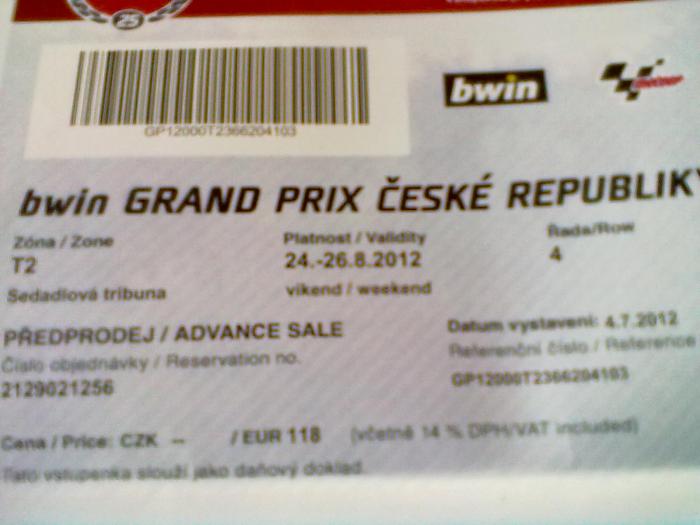 25
GP12000T2366204103
bwin
bwin GRAND PRIX ČESKÉ REPUBLIKY
Zóna / Zone
Platnost / Validity
Řada/Row
T2
24.-26.8.2012
4
Sedadlová tribuna
víkend / weekend
PŘEDPRODEJ / ADVANCE SALE
Datum vystavení: 4.7.2012
Číslo objednávky / Reservation no.
Referenční číslo / Reference
2129021256
GP12000T2366204103
Cena / Price: CZK -- / EUR 118 (včetně 14 % DPH/VAT included)
Tato vstupenka slouží jako daňový doklad.